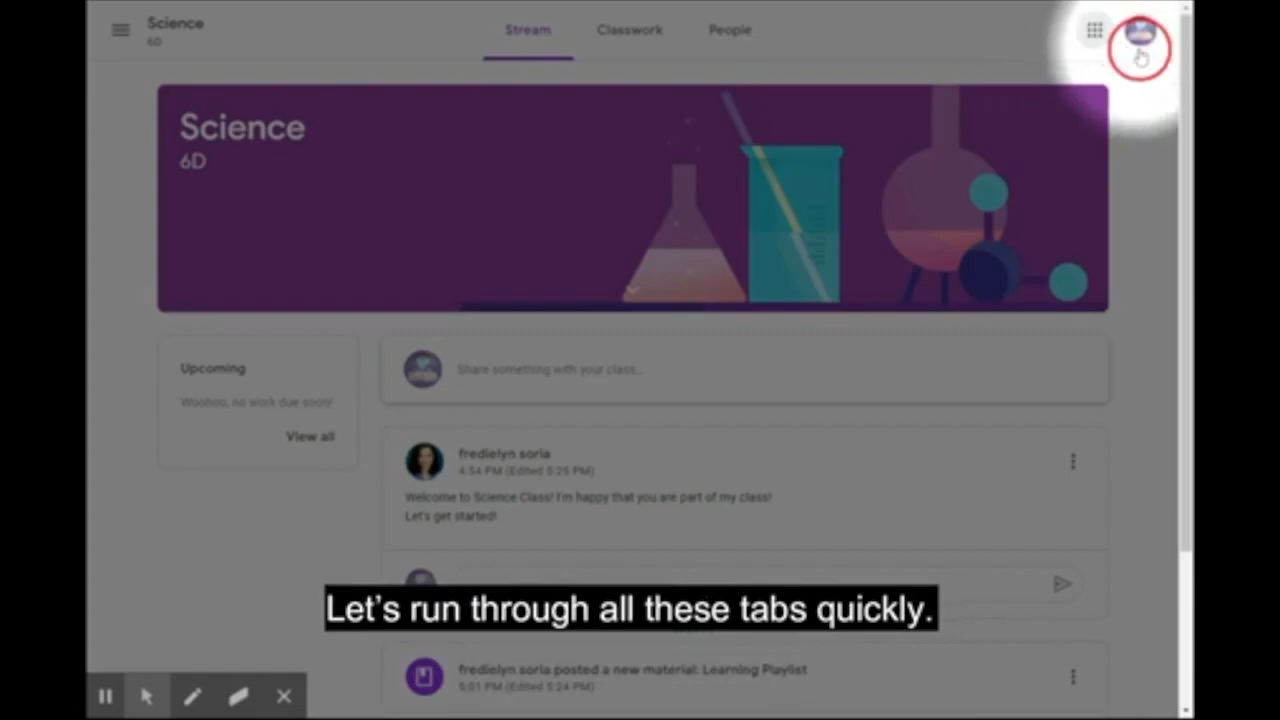 Science
6D
Stream
Classwork
People
Science
6D
Upcoming
Woohoo, no work due soon!
View all
Share something with your class...
fredielyn soria
4:54 PM (Edited 5:25 PM)
Welcome to Science Class! I'm happy that you are part of my class!
Let's get started!
Let's run through all these tabs quickly.
fredielyn soria posted a new material: Learning Playlist
5:01 PM (Edited 5:24 PM)